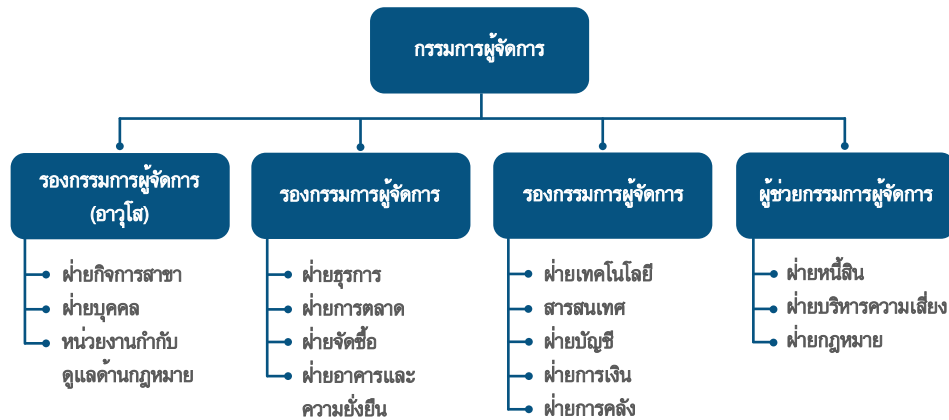 กรรมการผู้จัดการ
รองกรรมการผู้จัดการ
(อาวุโส)
ฝ่ายกิจการสาขา
ฝ่ายบุคคล
หน่วยงานกำกับ
ดูแลด้านกฎหมาย
รองกรรมการผู้จัดการ
ฝ่ายธุรการ
ฝ่ายการตลาด
ฝ่ายจัดซื้อ
ฝ่ายอาคารและ
ความยั่งยืน
รองกรรมการผู้จัดการ
ฝ่ายเทคโนโลยี
สารสนเทศ
ฝ่ายบัญชี
ฝ่ายการเงิน
ฝ่ายการคลัง
ผู้ช่วยกรรมการผู้จัดการ
ฝ่ายหนี้สิน
ฝ่ายบริหารความเสี่ยง
ฝ่ายกฎหมาย